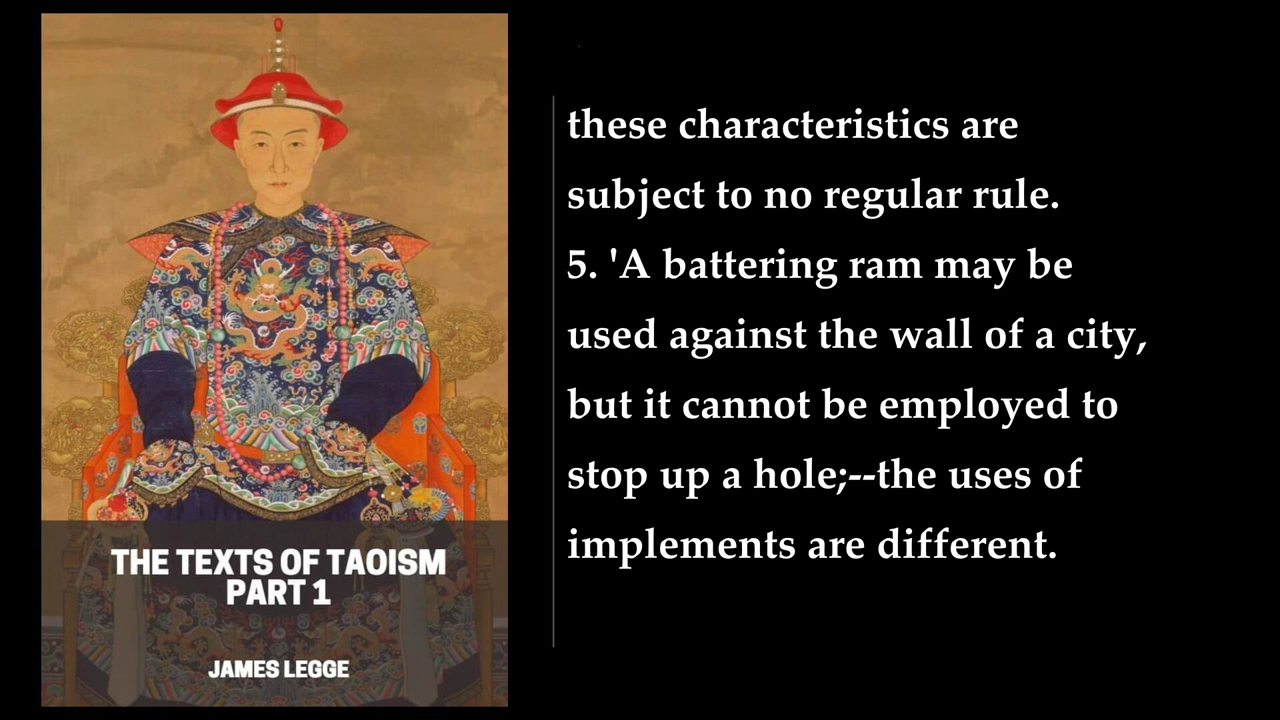 THE TEXTS OF TAOISM
PART 1
JAMES LEGGE
these characteristics are
subject to no regular rule.
5. 'A battering ram may be
used against the wall of a city,
but it cannot be employed to
stop up a hole;--the uses of
implements are different.